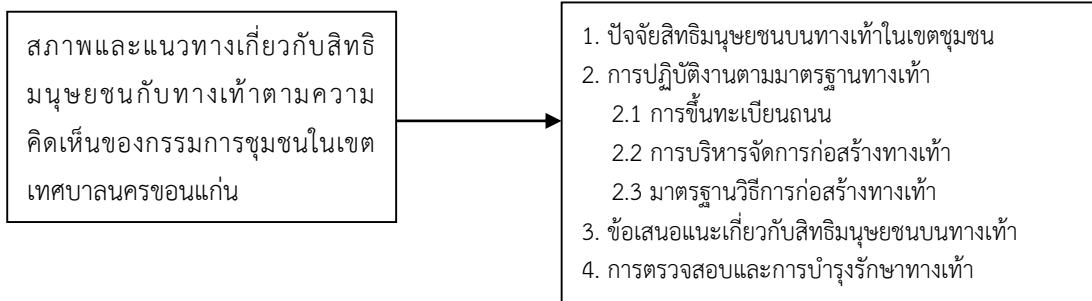 สภาพและแนวทางเกี่ยวกับสิทธิ
มนุษยชนกับทางเท้าตามความ
คิดเห็นของกรรมการชุมชนในเขต
เทศบาลนครขอนแก่น
1. ปัจจัยสิทธิมนุษยชนบนทางเท้าในเขตชุมชน
2. การปฏิบัติงานตามมาตรฐานทางเท้า
2.1 การขึ้นทะเบียนถนน
2.2 การบริหารจัดการก่อสร้างทางเท้า
2.3 มาตรฐานวิธีการก่อสร้างทางเท้า
3. ข้อเสนอแนะเกี่ยวกับสิทธิมนุษยชนบนทางเท้า
4. การตรวจสอบและการบำรุงรักษาทางเท้า